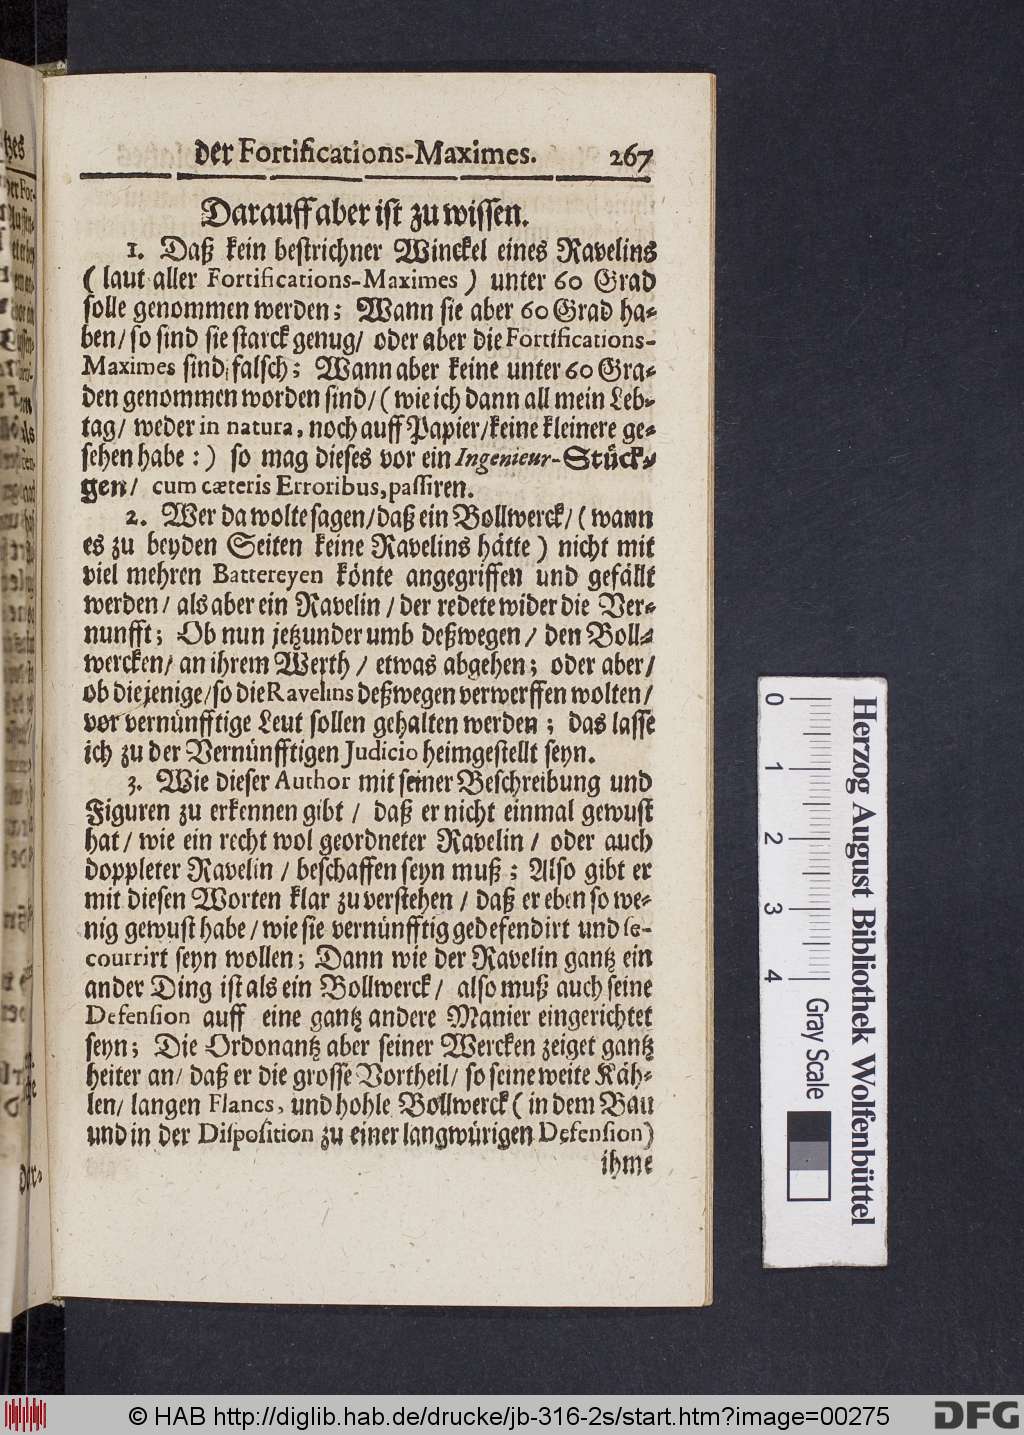 der Fortifications-Maximes. 267
Darauff aber ist zu wissen.
1. Daß kein bestrichner Winckel eines Ravelins
( laut aller Fortifications-Maximes ) unter 60 Grad
solle genommen werden; Wann sie aber 60 Grad ha-
ben/ so sind sie starck genug/ oder aber die Fortifications-
Maximes sind falsch; Wann aber keine unter 60 Gra-
den genommen worden sind/ ( wie ich dann all mein Leb-
tag/ weder in natura, noch auff Papier/ keine kleinere ge-
sehen habe :) so mag dieses vor ein Ingenieur-Stück-
gen/ cum cæteris Erroribus, passiren.
2. Wer da wolte sagen/ daß ein Bollwerck/ ( wann
es zu beyden Seiten keine Ravelins hätte ) nicht mit
viel mehren Battereyen könte angegriffen und gefällt
werden/ als aber ein Ravelin/ der redete wider die Ver-
nunfft; Ob nun jetzunder umb deßwegen/ den Boll-
wercken/ an ihrem Werth/ etwas abgehen; oder aber/
ob diejenige/ so die Ravelins deßwegen verwerffen wolten/
vor vernünfftige Leut sollen gehalten werden; das lasse
ich zu der Vernünfftigen Judicio heimgestellt seyn.
3. Wie dieser Author mit seiner Beschreibung und
Figuren zu erkennen gibt/ daß er nicht einmal gewust
hat/ wie ein recht wol geordneter Ravelin/ oder auch
doppleter Ravelin/ beschaffen seyn muß; Also gibt er
mit diesen Worten klar zu verstehen/ daß er eben so we-
nig gewust habe/ wie sie vernünfftig gedefendirt und se-
courrirt seyn wollen; Dann wie der Ravelin gantz ein
ander Ding ist als ein Bollwerck/ also muß auch seine
Defension auff eine gantz andere Manier eingerichtet
seyn; Die Ordonantz aber seiner Wercken zeiget gantz
heiter an/ daß er die grosse Vortheil/ so seine weite Käh-
len/ langen Flancs, und hohle Bollwerck ( in dem Bau
und in der Disposition zu einer langwürigen Defension)
ihme
0 1 2 3 4
Gray Scale
Herzog August Bibliothek Wolfenbüttel
© HAB http://diglib.hab.de/drucke/jb-316-2s/start.htm?image=00275
DFG